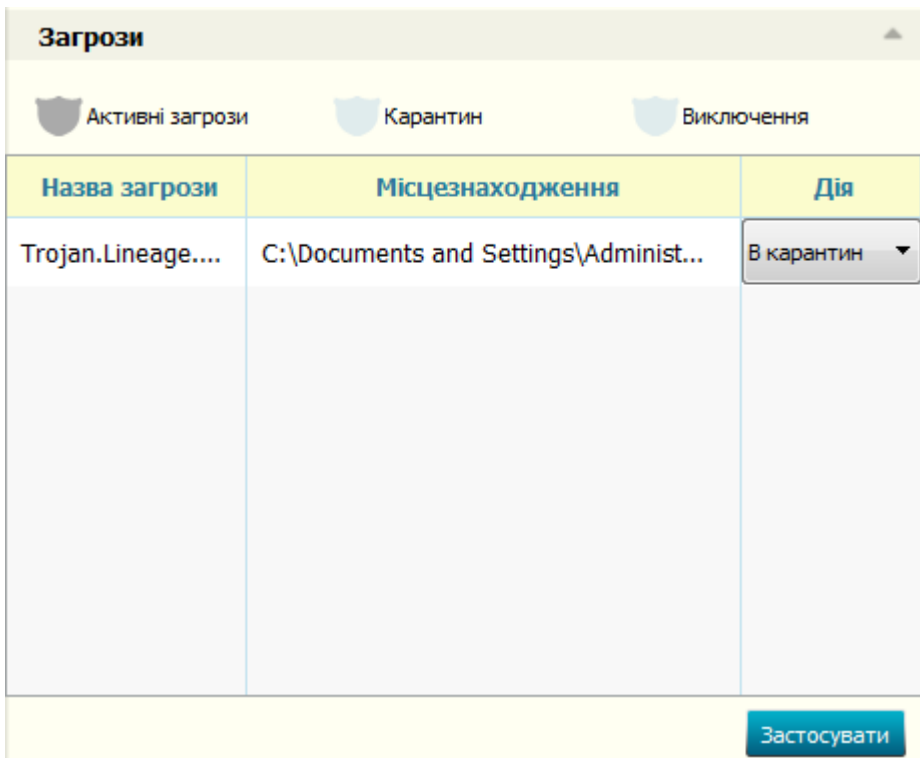 Загрози
Активні загрози Карантин Виключення
Назва загрози Місцезнаходження Дія
Trojan.Lineage.... C:\Documents and Settings\Administ... В карантин
Застосувати